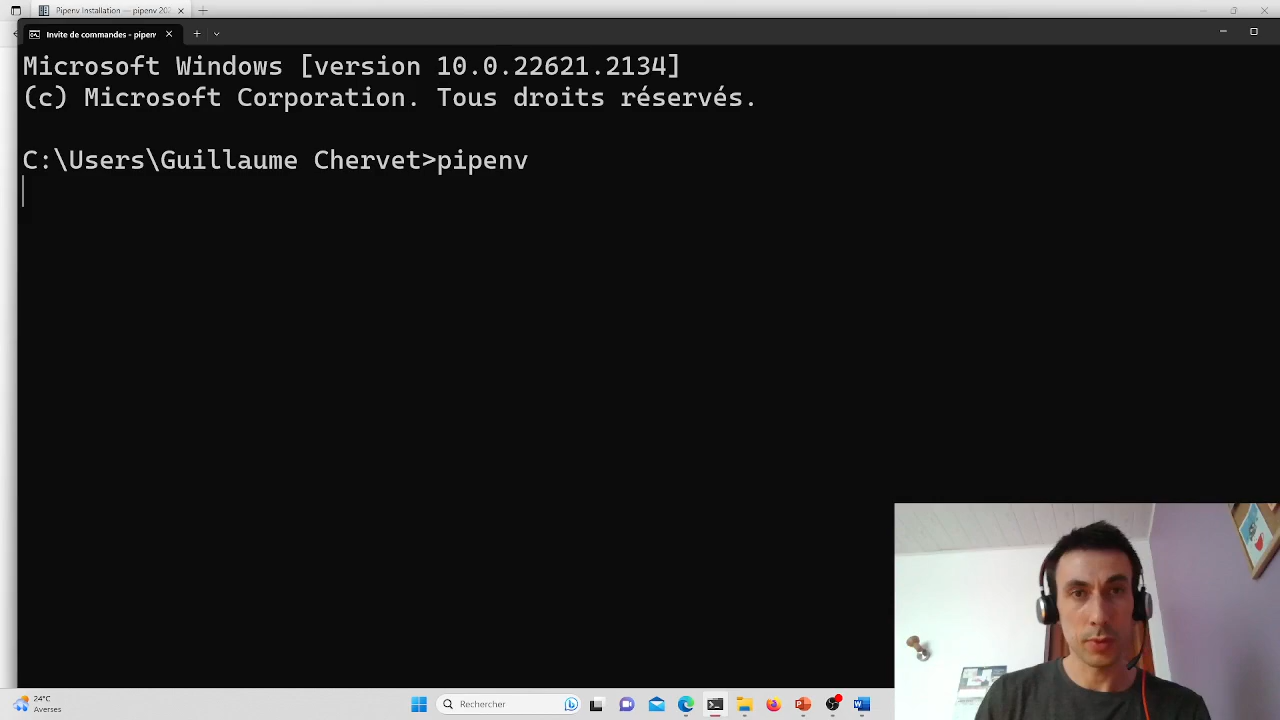 Pipenv Installation — pipenv 202
Invite de commandes - pipenv
Microsoft Windows [version 10.0.22621.2134]
(c) Microsoft Corporation. Tous droits réservés.
C:\Users\Guillaume Chervet>pipenv
24°C
Averses
Rechercher